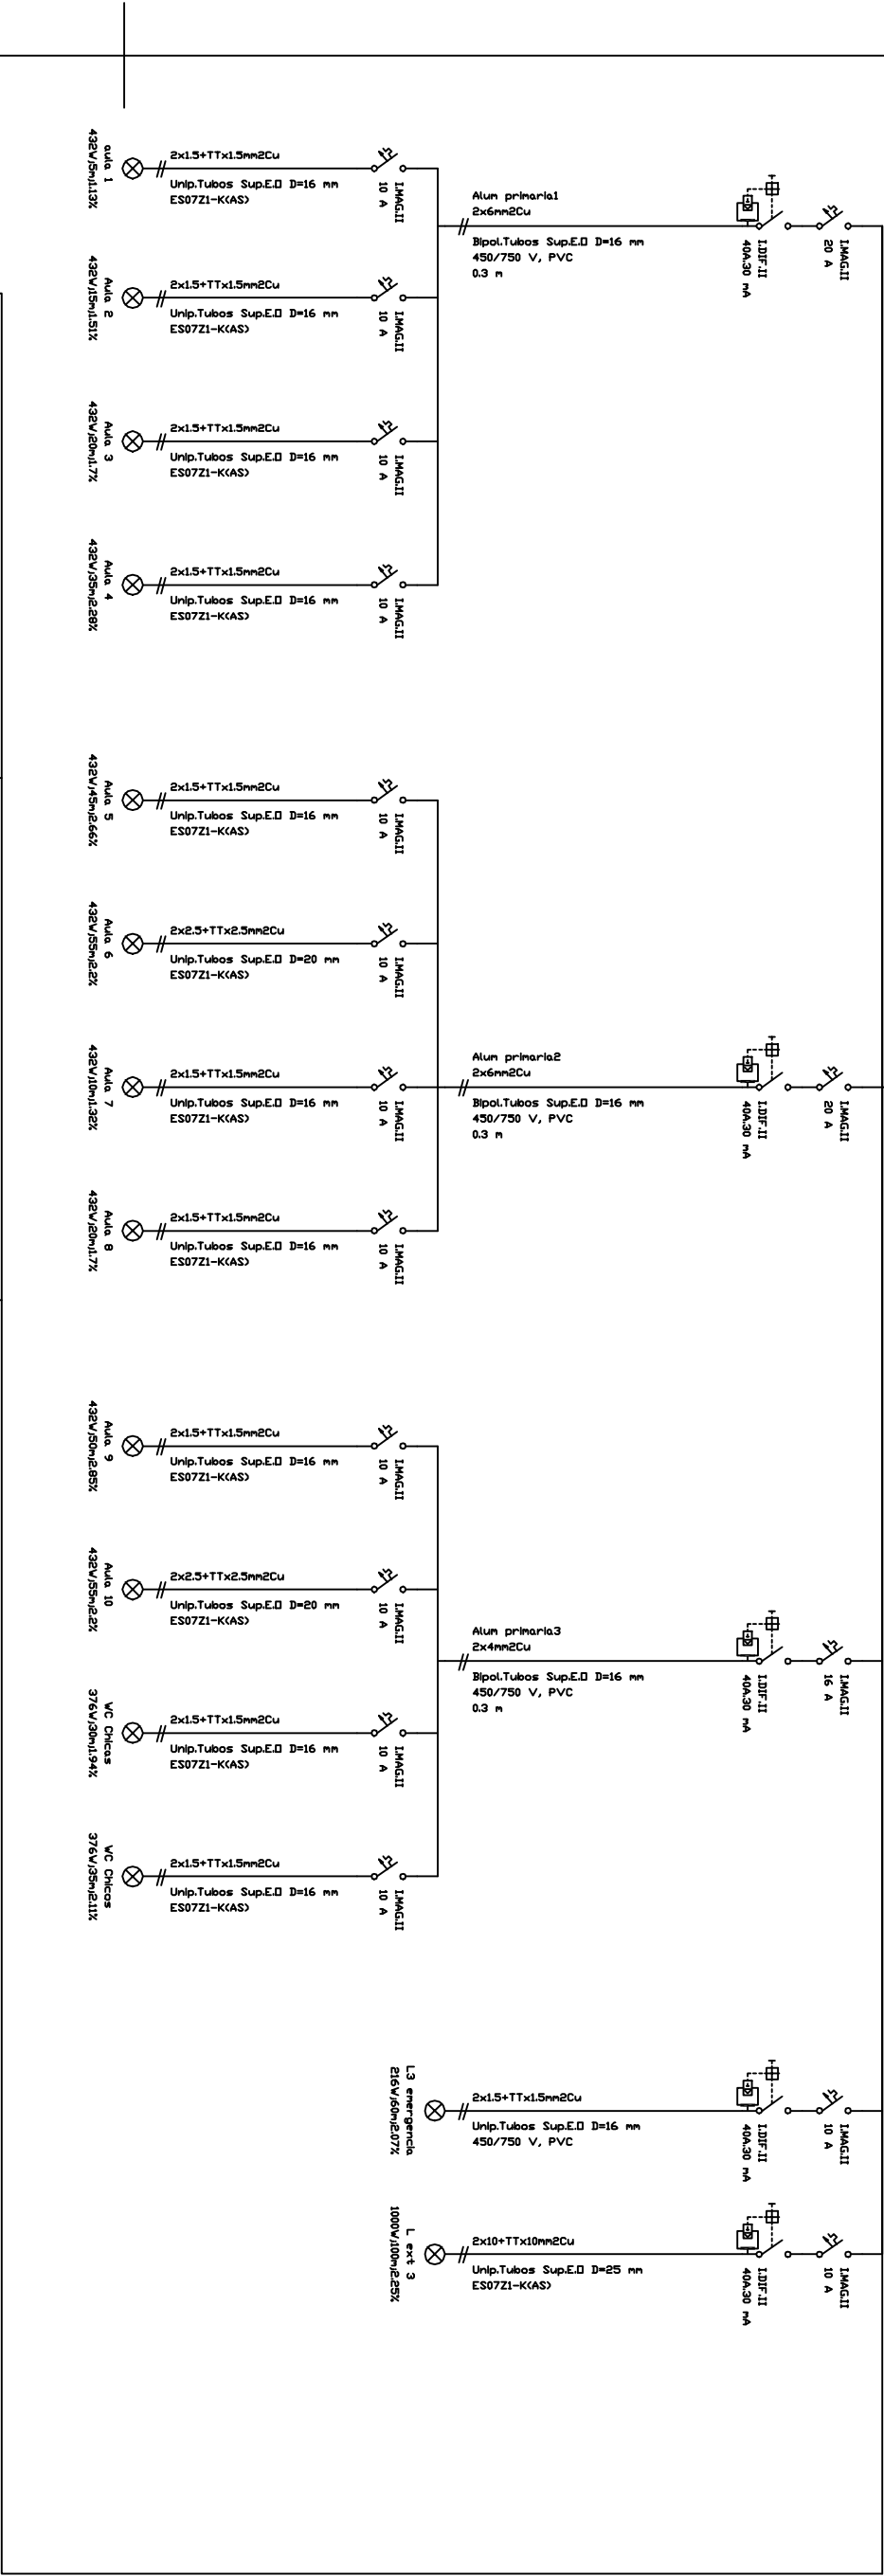 Alum primaria1
2x6mm2Cu
Bipol.Tubos Sup.E.O D=16 mm
450/750 V, PVC
0.3 m
I.DIF.II
40A.30 mA
I.MAG.II
20 A
aula 1
432W;5m;1.13%
2x1.5+TTx1.5mm2Cu
Unip.Tubos Sup.E.O D=16 mm
ES07Z1-K(AS)
I.MAG.II
10 A
Aula 2
432W;15m;1.51%
2x1.5+TTx1.5mm2Cu
Unip.Tubos Sup.E.O D=16 mm
ES07Z1-K(AS)
I.MAG.II
10 A
Aula 3
432W;20m;1.7%
2x1.5+TTx1.5mm2Cu
Unip.Tubos Sup.E.O D=16 mm
ES07Z1-K(AS)
I.MAG.II
10 A
Aula 4
432W;35m;2.28%
2x1.5+TTx1.5mm2Cu
Unip.Tubos Sup.E.O D=16 mm
ES07Z1-K(AS)
I.MAG.II
10 A
Alum primaria2
2x6mm2Cu
Bipol.Tubos Sup.E.O D=16 mm
450/750 V, PVC
0.3 m
I.DIF.II
40A.30 mA
I.MAG.II
20 A
Aula 5
432W;45m;2.66%
2x1.5+TTx1.5mm2Cu
Unip.Tubos Sup.E.O D=16 mm
ES07Z1-K(AS)
I.MAG.II
10 A
Aula 6
432W;55m;2.2%
2x2.5+TTx2.5mm2Cu
Unip.Tubos Sup.E.O D=20 mm
ES07Z1-K(AS)
I.MAG.II
10 A
Aula 7
432W;10m;1.32%
2x1.5+TTx1.5mm2Cu
Unip.Tubos Sup.E.O D=16 mm
ES07Z1-K(AS)
I.MAG.II
10 A
Aula 8
432W;20m;1.7%
2x1.5+TTx1.5mm2Cu
Unip.Tubos Sup.E.O D=16 mm
ES07Z1-K(AS)
I.MAG.II
10 A
Alum primaria3
2x4mm2Cu
Bipol.Tubos Sup.E.O D=16 mm
450/750 V, PVC
0.3 m
I.DIF.II
40A.30 mA
I.MAG.II
16 A
Aula 9
432W;50m;2.85%
2x1.5+TTx1.5mm2Cu
Unip.Tubos Sup.E.O D=16 mm
ES07Z1-K(AS)
I.MAG.II
10 A
Aula 10
432W;55m;2.2%
2x2.5+TTx2.5mm2Cu
Unip.Tubos Sup.E.O D=20 mm
ES07Z1-K(AS)
I.MAG.II
10 A
WC Chicas
376W;30m;1.94%
2x1.5+TTx1.5mm2Cu
Unip.Tubos Sup.E.O D=16 mm
ES07Z1-K(AS)
I.MAG.II
10 A
WC Chicos
376W;35m;2.11%
2x1.5+TTx1.5mm2Cu
Unip.Tubos Sup.E.O D=16 mm
ES07Z1-K(AS)
I.MAG.II
10 A
L3 emergencia
216W;60m;2.07%
2x1.5+TTx1.5mm2Cu
Unip.Tubos Sup.E.O D=16 mm
450/750 V, PVC
I.DIF.II
40A.30 mA
I.MAG.II
10 A
L ext 3
1000W;100m;2.25%
2x10+TTx10mm2Cu
Unip.Tubos Sup.E.O D=25 mm
ES07Z1-K(AS)
I.DIF.II
40A.30 mA
I.MAG.II
10 A